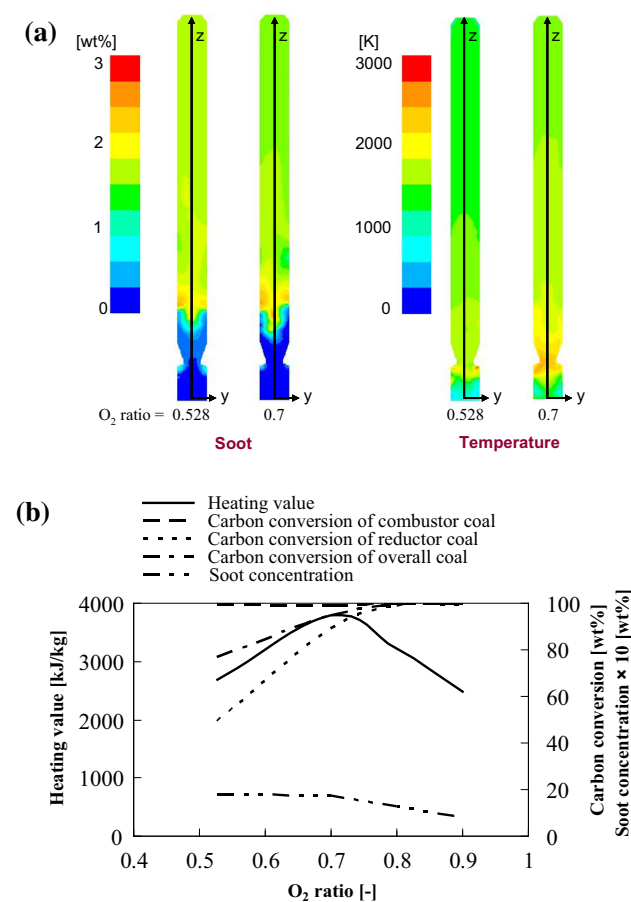 (a)
[wt%]
3
2
1
0
z
z
y
y
O2 ratio = 0.528
0.7
Soot
[K]
3000
2000
1000
0
z
z
y
y
0.528
0.7
Temperature
(b)
Heating value
Carbon conversion of combustor coal
Carbon conversion of reductor coal
Carbon conversion of overall coal
Soot concentration
Heating value [kJ/kg]
4000
3000
2000
1000
0
100
80
60
40
20
0
Carbon conversion [wt%]
Soot concentration × 10 [wt%]
0.4
0.5
0.6
0.7
0.8
0.9
1
O2 ratio [-]